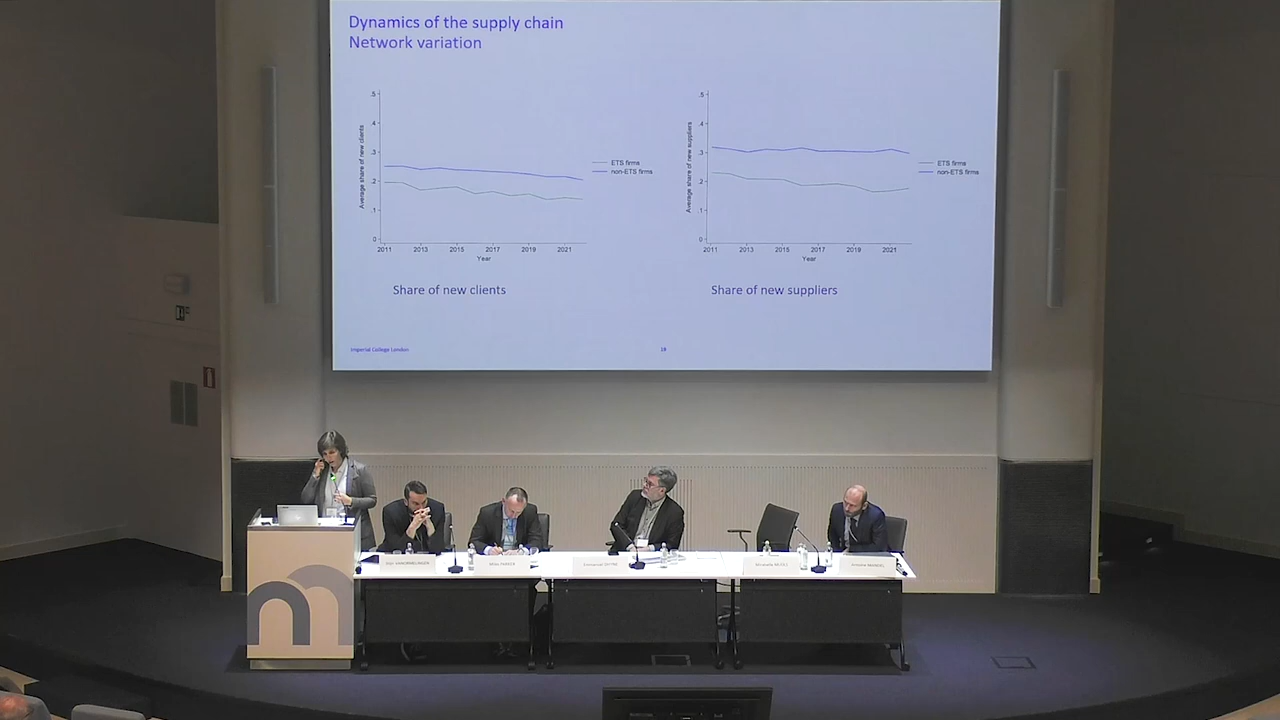 Dynamics of the supply chain
Network variation
Average share of new clients
.5
.4
.3
.2
.1
0
2011 2013 2015 2017 2019 2021
Year
ETS firms
non-ETS firms
Share of new clients
Average share of new suppliers
.5
.4
.3
.2
.1
0
2011 2013 2015 2017 2019 2021
Year
ETS firms
non-ETS firms
Share of new suppliers
Imperial College London
18
Emmanuel DHYNE